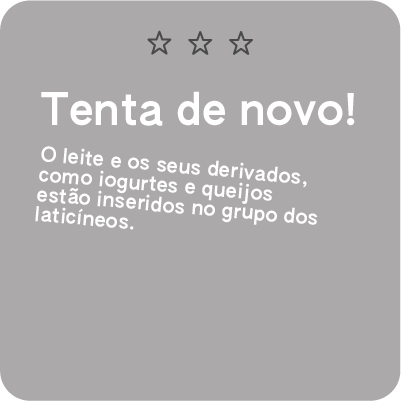 Tenta de novo!
O leite e os seus derivados,
como iogurtes e queijos
estão inseridos no grupo dos
laticíneos.